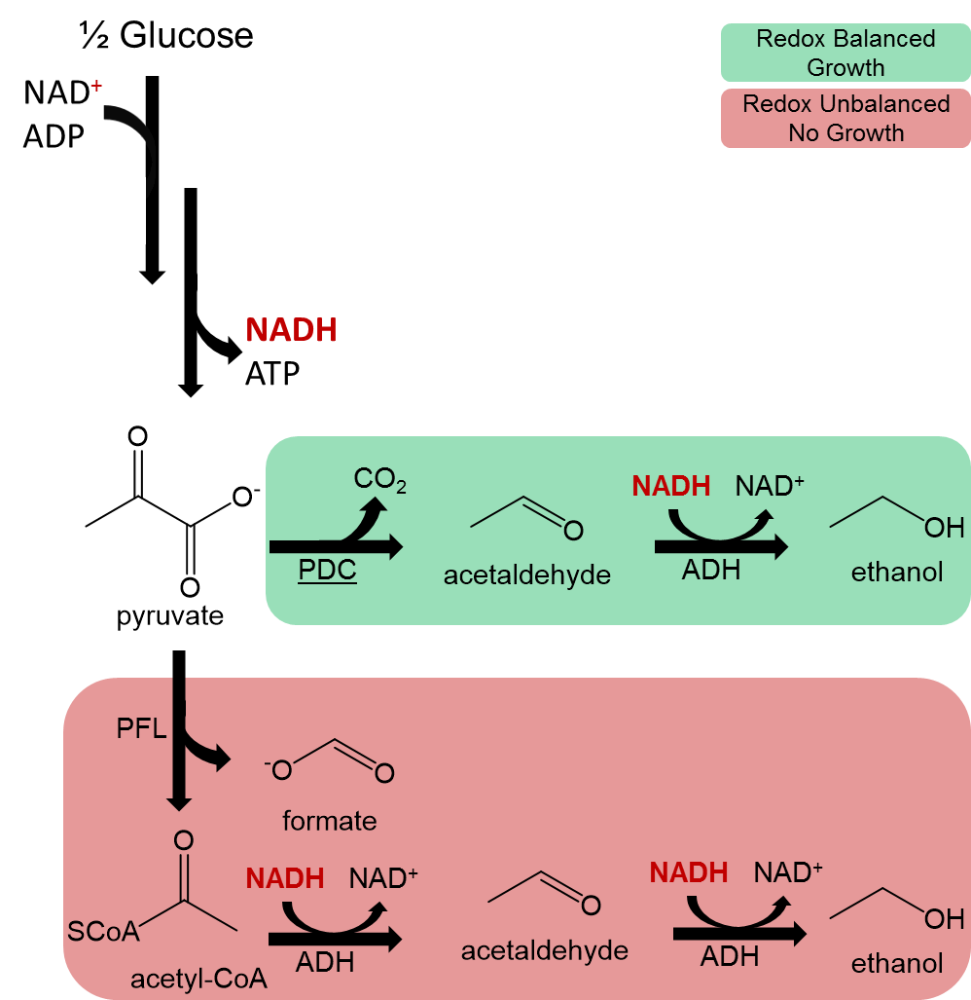 ½ Glucose
Redox Balanced
Growth
Redox Unbalanced
No Growth
NAD⁺
ADP
NADH
ATP
O
O⁻
O
pyruvate
CO₂
PDC
O
acetaldehyde
NADH NAD⁺
ADH
OH
ethanol
PFL
⁻O
O
formate
O
SCoA
acetyl-CoA
NADH NAD⁺
ADH
O
acetaldehyde
NADH NAD⁺
ADH
OH
ethanol